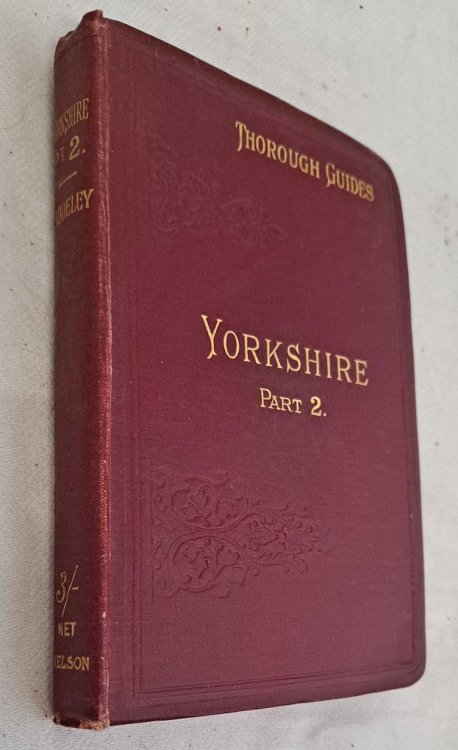 THOROUGH GUIDES
YORKSHIRE
PART 2.
YORKSHIRE
PT. 2.
BADDELEY
3/-
NET
NELSON